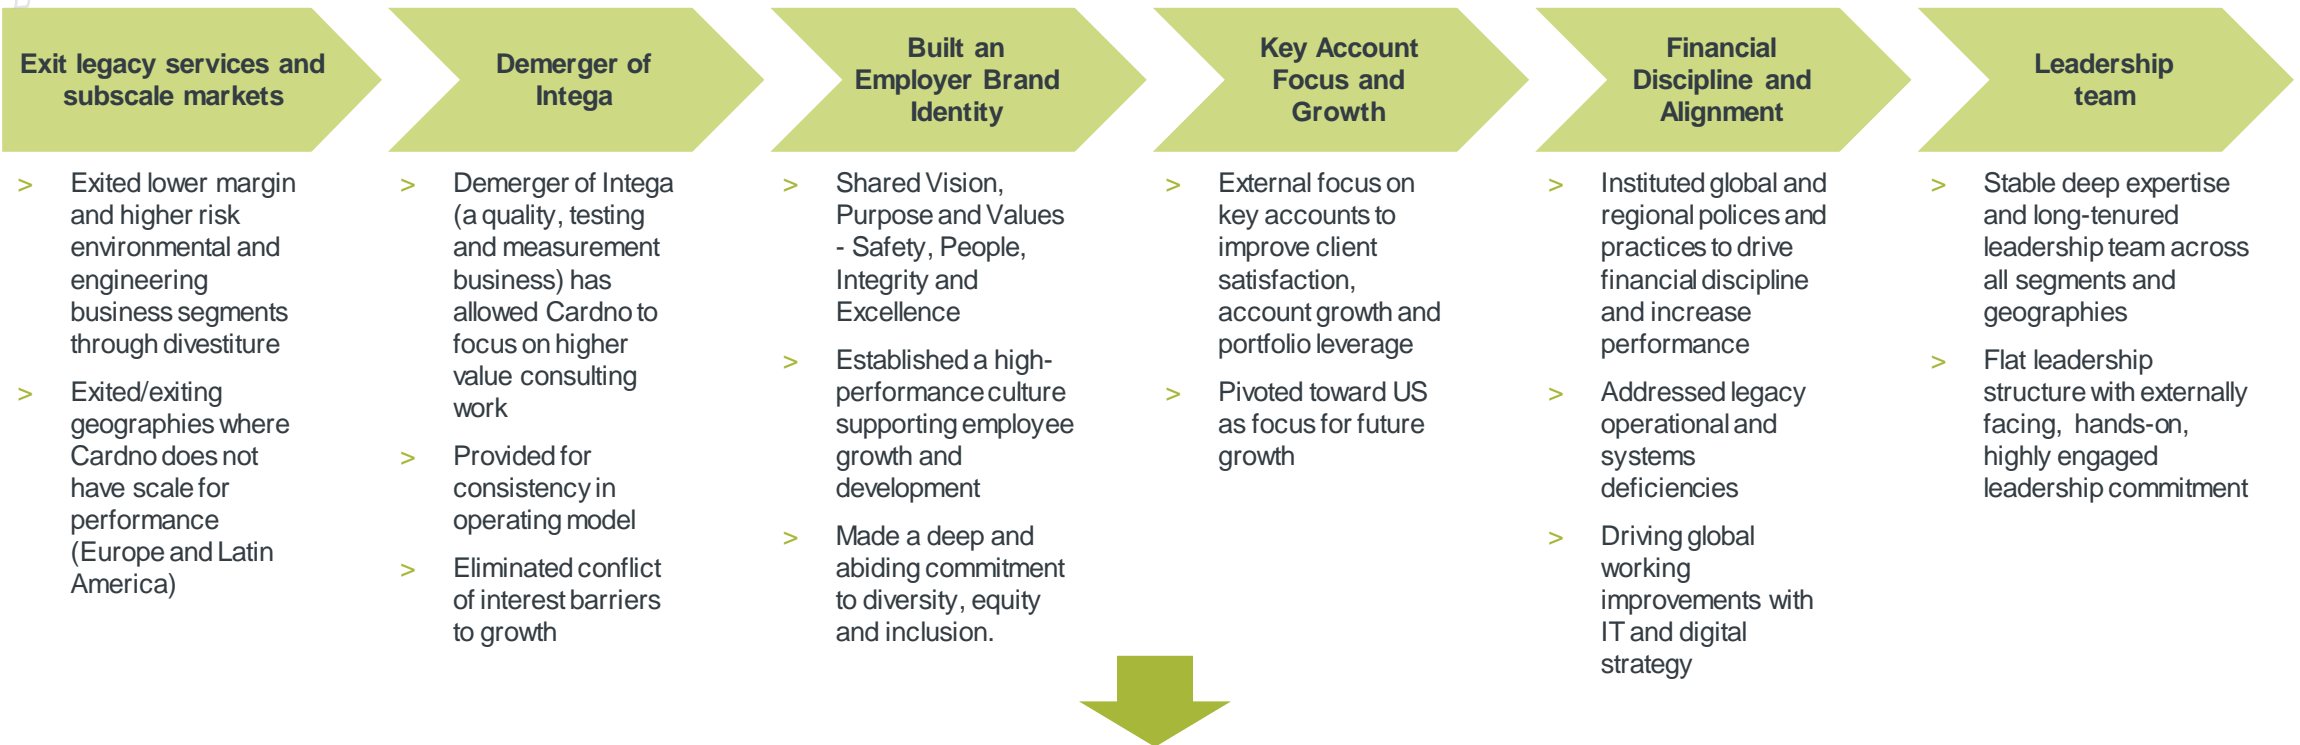 Exit legacy services and
subscale markets
Demerger of
Intega
Built an
Employer Brand
Identity
Key Account
Focus and
Growth
Financial
Discipline and
Alignment
Leadership
team
> Exited lower margin
and higher risk
environmental and
engineering
business segments
through divestiture
> Exited/exiting
geographies where
Cardno does not
have scale for
performance
(Europe and Latin
America)
> Demerger of Intega
(a quality, testing
and measurement
business) has
allowed Cardno to
focus on higher
value consulting
work
> Provided for
consistency in
operating model
> Eliminated conflict
of interest barriers
to growth
> Shared Vision,
Purpose and Values
- Safety, People,
Integrity and
Excellence
> Established a high-
performance culture
supporting employee
growth and
development
> Made a deep and
abiding commitment
to diversity, equity
and inclusion.
> External focus on
key accounts to
improve client
satisfaction,
account growth and
portfolio leverage
> Pivoted toward US
as focus for future
growth
> Instituted global and
regional polices and
practices to drive
financial discipline
and increase
performance
> Addressed legacy
operational and
systems
deficiencies
> Driving global
working
improvements with
IT and digital
strategy
> Stable deep expertise
and long-tenured
leadership team across
all segments and
geographies
> Flat leadership
structure with externally
facing, hands-on,
highly engaged
leadership commitment